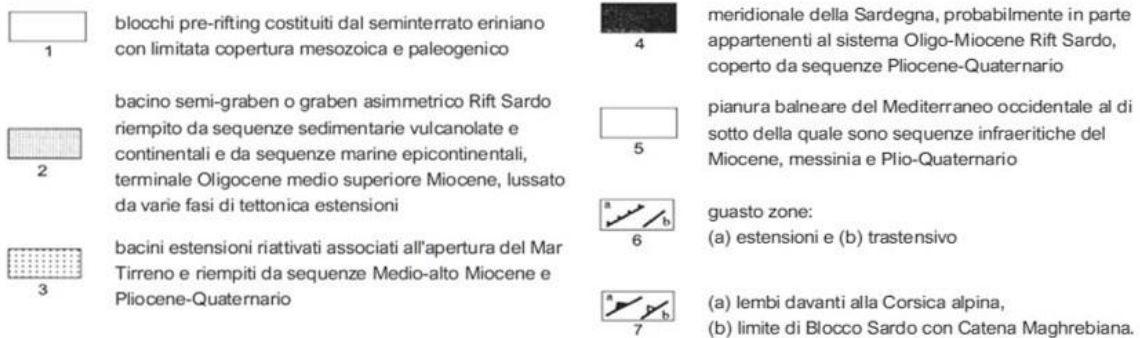 blocchi pre-rifting costituiti dal seminterrato eriniano
con limitata copertura mesozoica e paleogenico
1
bacino semi-graben o graben asimmetrico Rift Sardo
riempito da sequenze sedimentarie vulcanolate e
continentali e da sequenze marine epicontinentali,
terminale Oligocene medio superiore Miocene, lussato
da varie fasi di tettonica estensioni
2
bacini estensioni riattivati associati all'apertura del Mar
Tirreno e riempiti da sequenze Medio-alto Miocene e
Pliocene-Quaternario
3
meridionale della Sardegna, probabilmente in parte
appartenenti al sistema Oligo-Miocene Rift Sardo,
coperto da sequenze Pliocene-Quaternario
4
pianura balneare del Mediterraneo occidentale al di
sotto della quale sono sequenze infraeritiche del
Miocene, messinia e Plio-Quaternario
5
a b
guasto zone:
(a) estensioni e (b) trastensivo
6
a b
(a) lembi davanti alla Corsica alpina,
(b) limite di Blocco Sardo con Catena Maghrebiana.
7